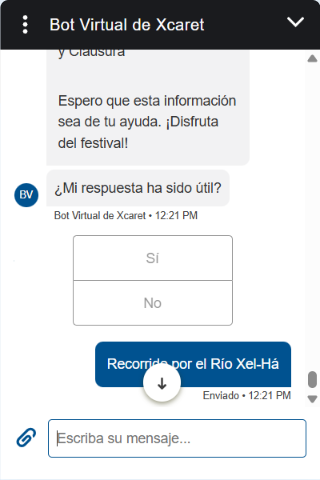 Bot Virtual de Xcaret
y Clausura
Espero que esta información
sea de tu ayuda. ¡Disfruta
del festival!
¿Mi respuesta ha sido útil?
BV
Bot Virtual de Xcaret • 12:21 PM
Sí
No
Recorrido por el Río Xel-Há
Enviado • 12:21 PM
Escriba su mensaje...